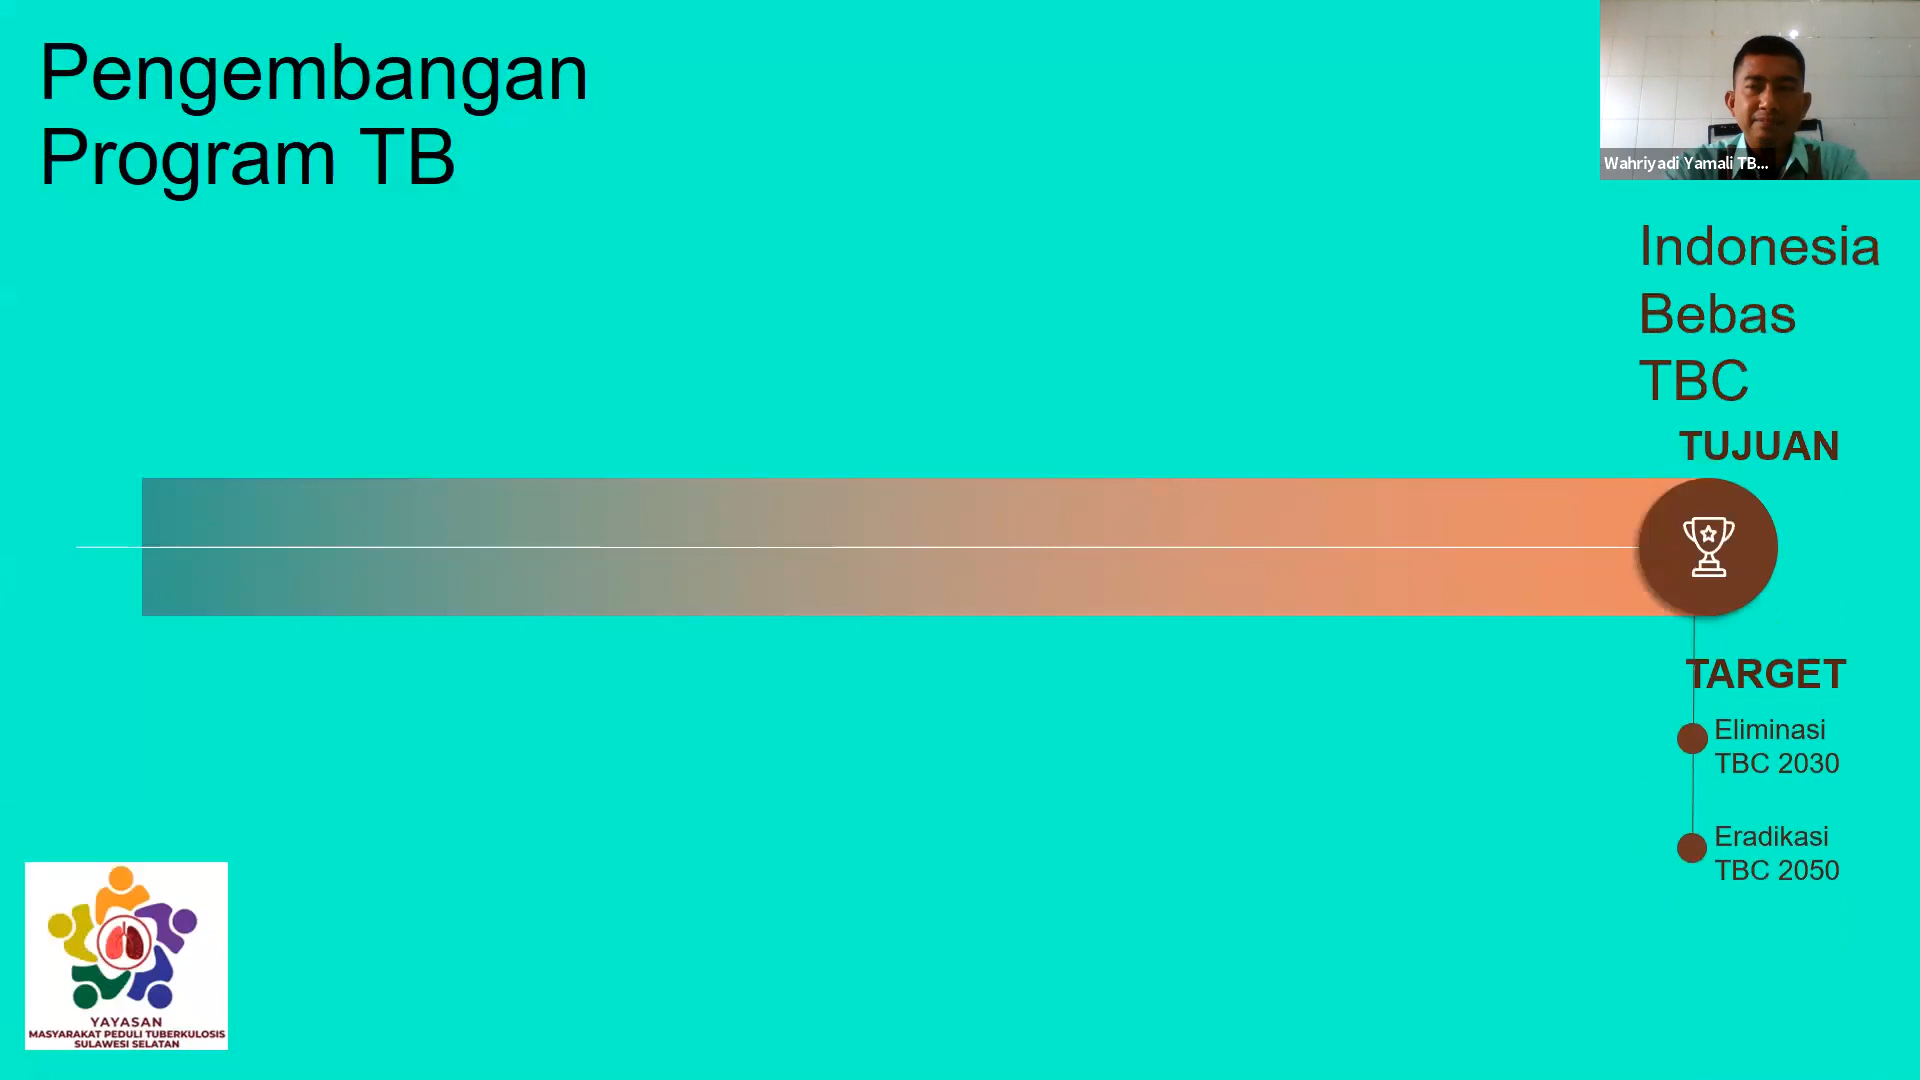 Pengembangan
Program TB
Wahriyadi Yamali TB...
Indonesia
Bebas
TBC
TUJUAN
TARGET
Eliminasi
TBC 2030
Eradikasi
TBC 2050
YAYASAN
MASYARAKAT PEDULI TUBERKULOSIS
SULAWESI SELATAN